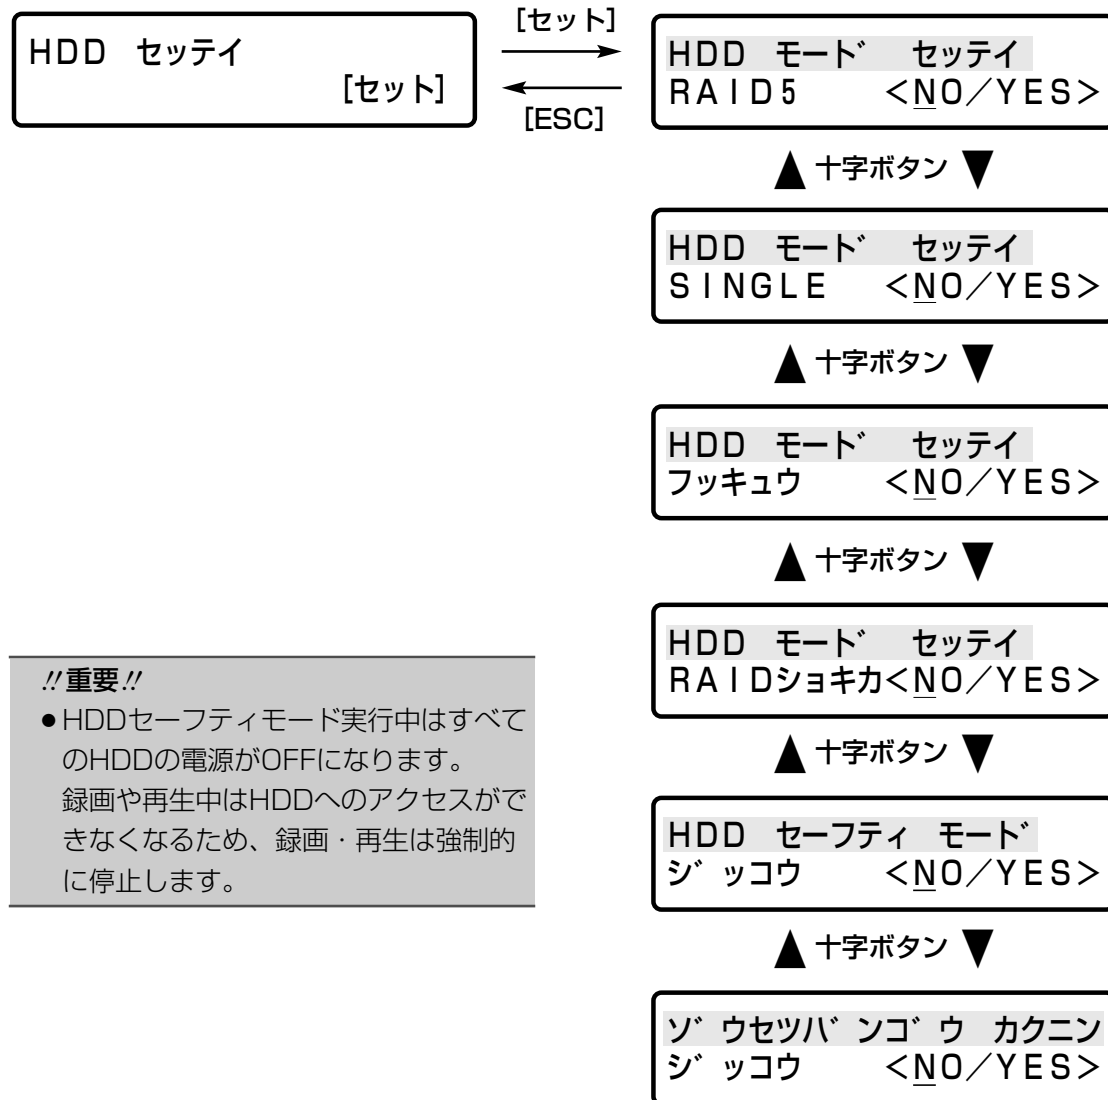 HDD セッテイ
[セット]
[セット]
[ESC]
HDD モード セッテイ
RAID5 <NO／YES>
▲ 十字ボタン ▼
HDD モード セッテイ
SINGLE <NO／YES>
▲ 十字ボタン ▼
HDD モード セッテイ
フッキュウ <NO／YES>
▲ 十字ボタン ▼
HDD モード セッテイ
RAIDショキカ<NO／YES>
▲ 十字ボタン ▼
HDD セーフティ モード
ジッコウ <NO／YES>
▲ 十字ボタン ▼
ゾウセツバンゴウ カクニン
ジッコウ <NO／YES>
!!重要!!
●HDDセーフティモード実行中はすべて
のHDDの電源がOFFになります。
録画や再生中はHDDへのアクセスがで
きなくなるため、録画・再生は強制的
に停止します。